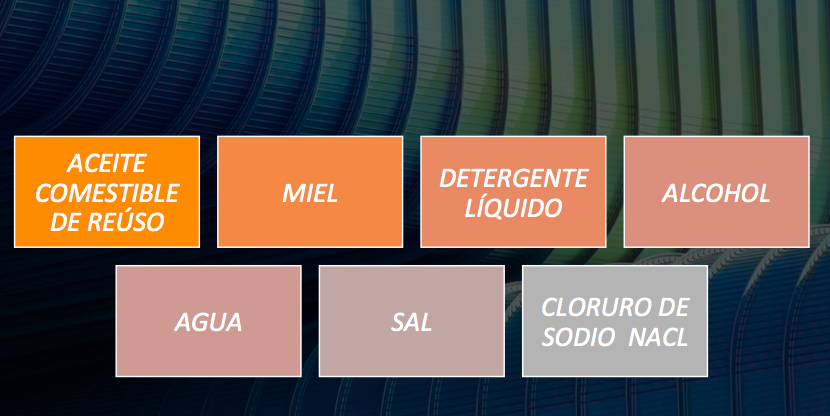 ACEITE
COMESTIBLE
DE REÚSO
MIEL
DETERGENTE
LÍQUIDO
ALCOHOL
AGUA
SAL
CLORURO DE
SODIO  NACL